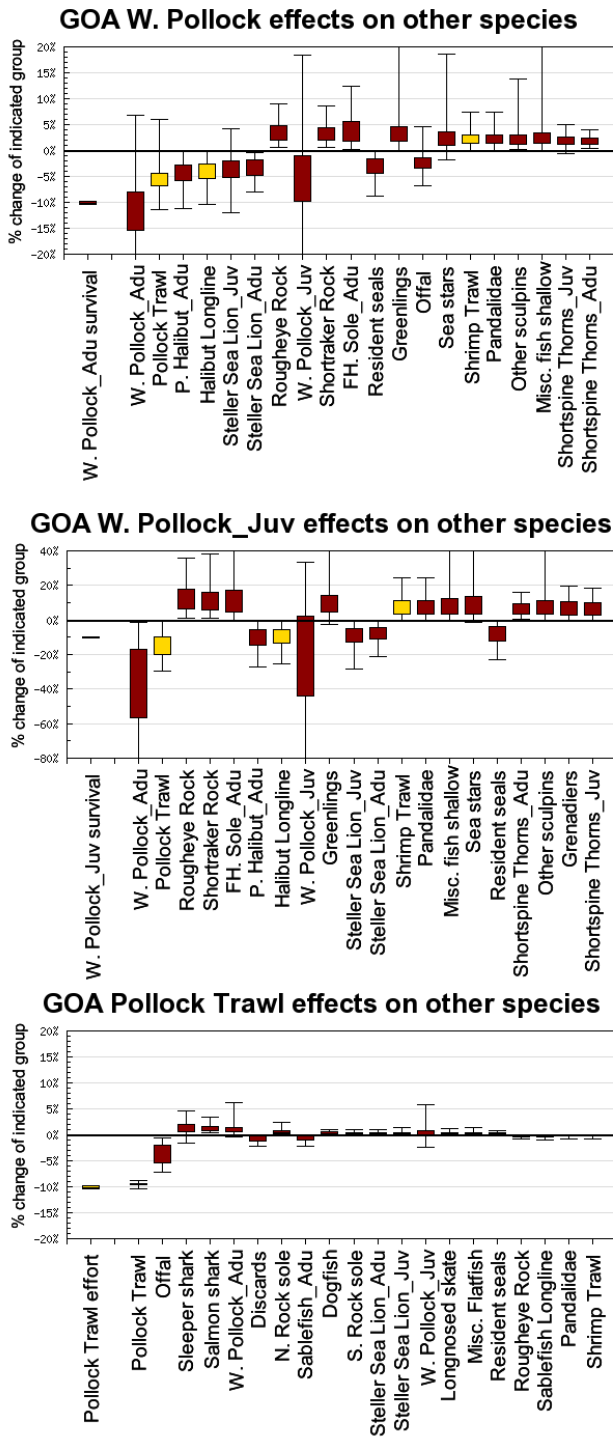 GOA W. Pollock effects on other species
% change of indicated group
20%
15%
10%
5%
0%
-5%
-10%
-15%
-20%
W. Pollock_Adu survival
W. Pollock_Adu
Pollock Trawl
P. Halibut_Adu
Halibut Longline
Steller Sea Lion_Juv
Steller Sea Lion_Adu
Rougheye Rock
W. Pollock_Juv
Shortraker Rock
FH. Sole_Adu
Resident seals
Greenlings
Offal
Sea stars
Shrimp Trawl
Pandalidae
Other sculpins
Misc. fish shallow
Shortspine Thorns_Juv
Shortspine Thorns_Adu
GOA W. Pollock_Juv effects on other species
% change of indicated group
40%
20%
0%
-20%
-40%
-60%
-80%
W. Pollock_Juv survival
W. Pollock_Adu
Pollock Trawl
Rougheye Rock
Shortraker Rock
FH. Sole_Adu
P. Halibut_Adu
Halibut Longline
W. Pollock_Juv
Greenlings
Steller Sea Lion_Juv
Steller Sea Lion_Adu
Shrimp Trawl
Pandalidae
Misc. fish shallow
Sea stars
Resident seals
Shortspine Thorns_Adu
Other sculpins
Grenadiers
Shortspine Thorns_Juv
GOA Pollock Trawl effects on other species
% change of indicated group
20%
15%
10%
5%
0%
-5%
-10%
-15%
-20%
Pollock Trawl effort
Pollock Trawl
Offal
Sleeper shark
Salmon shark
W. Pollock_Adu
Discards
N. Rock sole
Sablefish_Adu
Dogfish
S. Rock sole
Steller Sea Lion_Adu
Steller Sea Lion_Juv
W. Pollock_Juv
Longnosed skate
Misc. Flatfish
Resident seals
Rougheye Rock
Sablefish Longline
Pandalidae
Shrimp Trawl